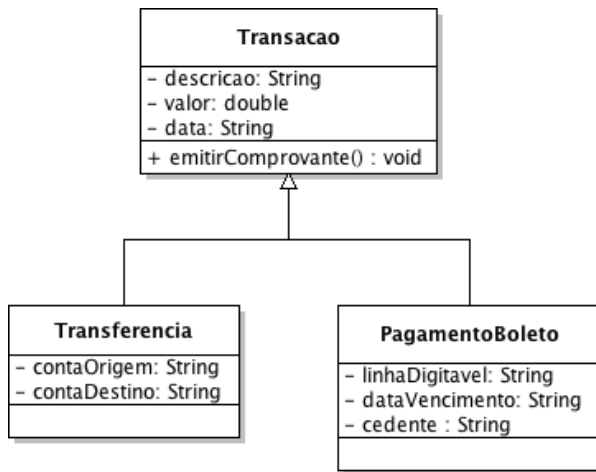 Transacao
- descricao: String
- valor: double
- data: String
+ emitirComprovante() : void
Transferencia
- contaOrigem: String
- contaDestino: String
PagamentoBoleto
- linhaDigitavel: String
- dataVencimento: String
- cedente : String